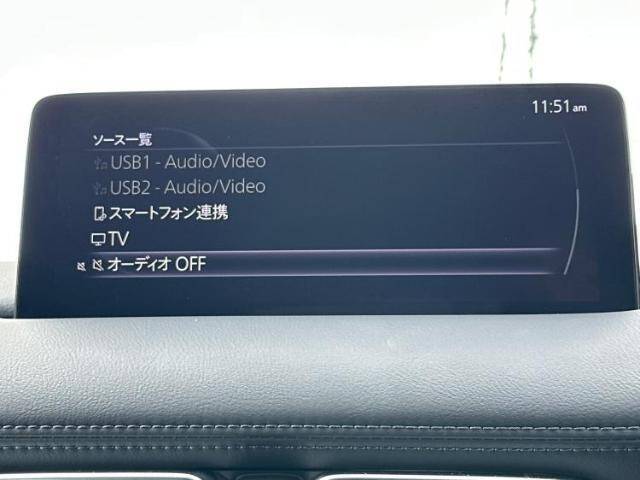 11:51 am
ソース一覧
USB1 - Audio/Video
USB2 - Audio/Video
スマートフォン連携
TV
オーディオ OFF